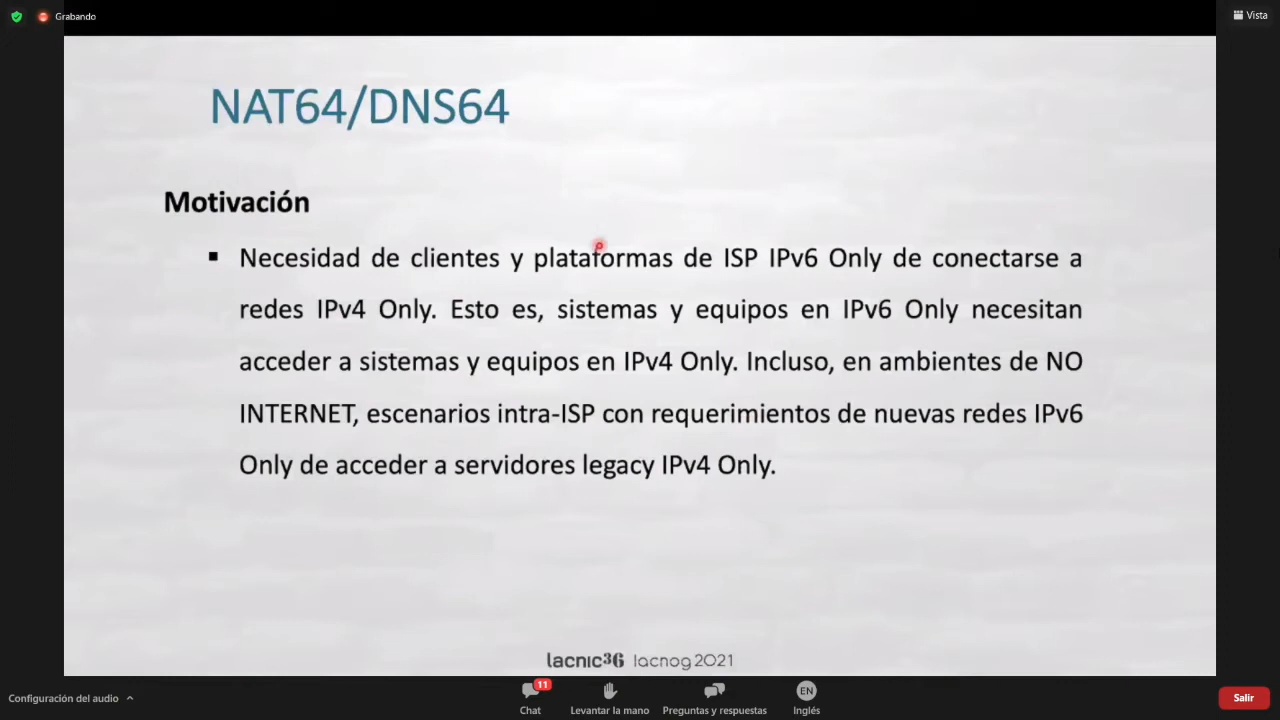 Grabando
Vista
NAT64/DNS64
Motivación
▪ Necesidad de clientes y plataformas de ISP IPv6 Only de conectarse a
redes IPv4 Only. Esto es, sistemas y equipos en IPv6 Only necesitan
acceder a sistemas y equipos en IPv4 Only. Incluso, en ambientes de NO
INTERNET, escenarios intra-ISP con requerimientos de nuevas redes IPv6
Only de acceder a servidores legacy IPv4 Only.
lacnic36 lacnog2021
Configuración del audio
11
Chat
Levantar la mano
Preguntas y respuestas
EN
Inglés
Salir